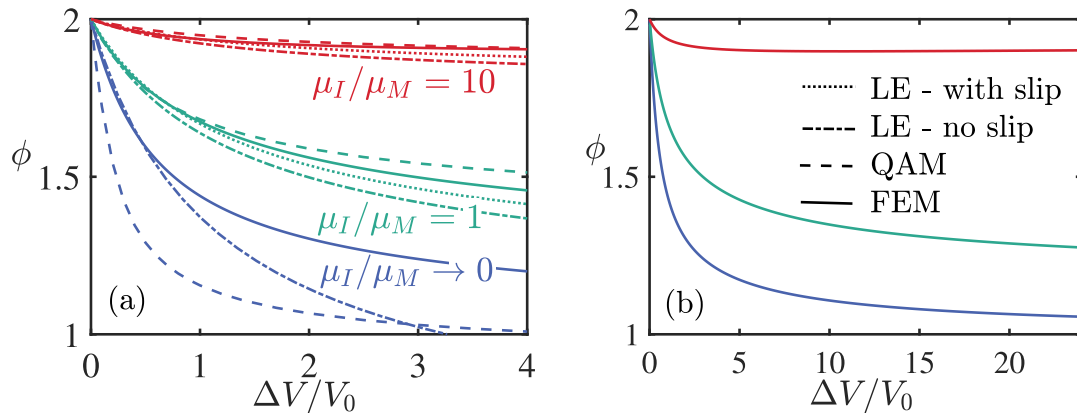 2
1.5
1
ϕ
μ_I/μ_M = 10
μ_I/μ_M = 1
μ_I/μ_M → 0
(a)
0
1
2
3
4
ΔV/V_0
2
1.5
1
ϕ
LE - with slip
LE - no slip
QAM
FEM
(b)
0
5
10
15
20
ΔV/V_0